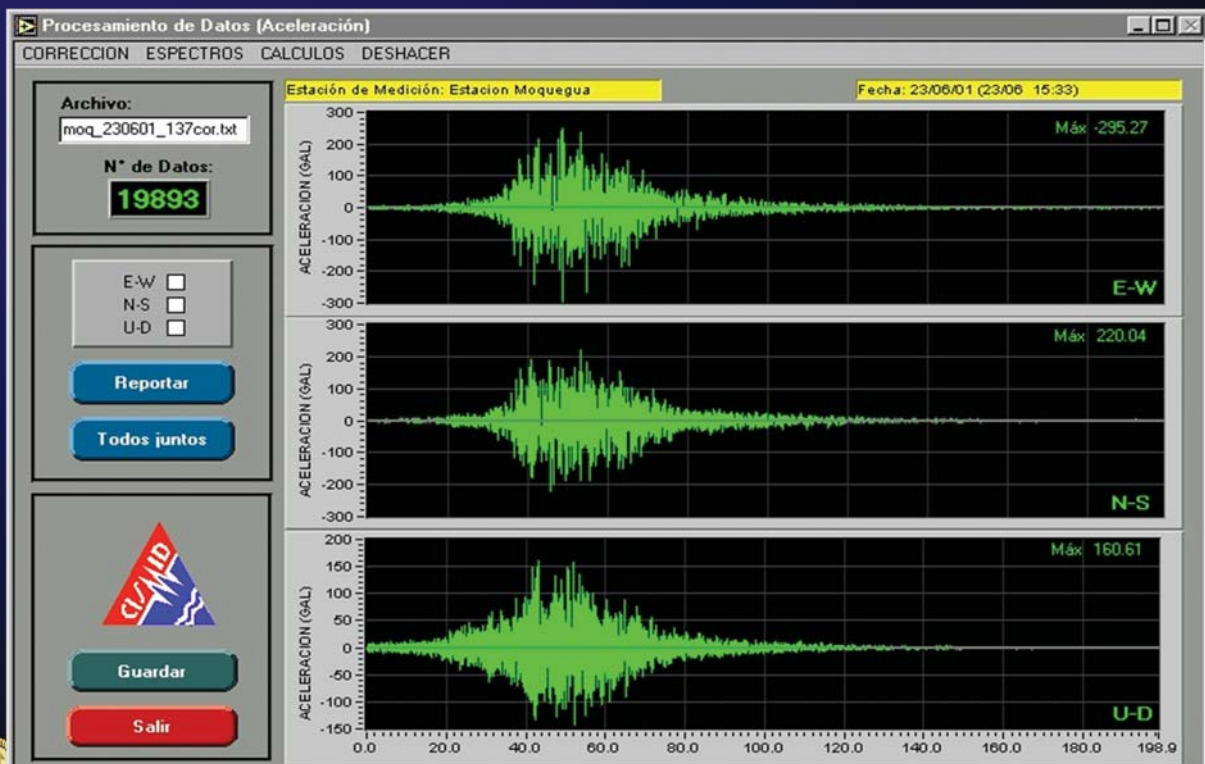 Procesamiento de Datos (Aceleración)
CORRECCION ESPECTROS CALCULOS DESHACER
Archivo:
moq_230601_137cor.txt
N° de Datos:
19893
E-W
N-S
U-D
Reportar
Todos juntos
CISMID
Guardar
Salir
Estación de Medición: Estacion Moquegua
Fecha: 23/06/01 (23/06 15:33)
ACELERACION (GAL)
300
200
100
0
-100
-200
-300
Máx -295.27
E-W
ACELERACION (GAL)
300
200
100
0
-100
-200
-300
Máx 220.04
N-S
ACELERACION (GAL)
200
150
100
50
0
-50
-100
-150
Máx 160.61
U-D
0.0 20.0 40.0 60.0 80.0 100.0 120.0 140.0 160.0 180.0 198.9